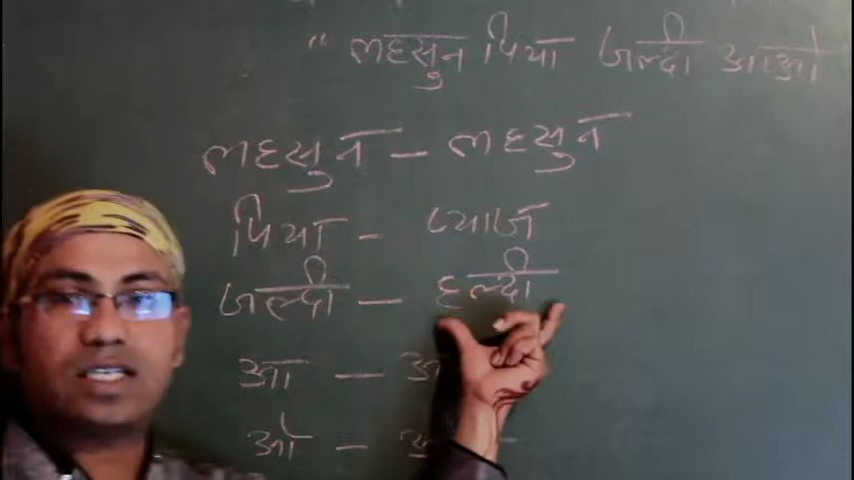 " लहसुन पिया जल्दी आओ
लहसुन - लहसुन
पिया - प्याज
जल्दी - हल्दी
आ -
ओ -